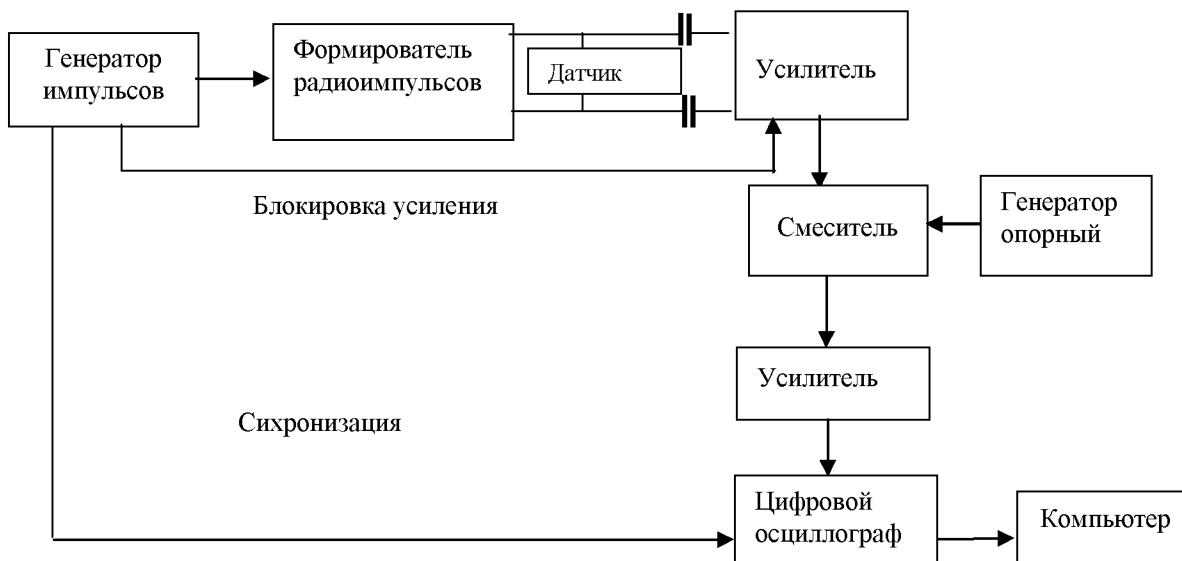 Генератор
импульсов
Формирователь
радиоимпульсов
Датчик
Усилитель
Блокировка усиления
Смеситель
Генератор
опорный
Усилитель
Сихронизация
Цифровой
осциллограф
Компьютер